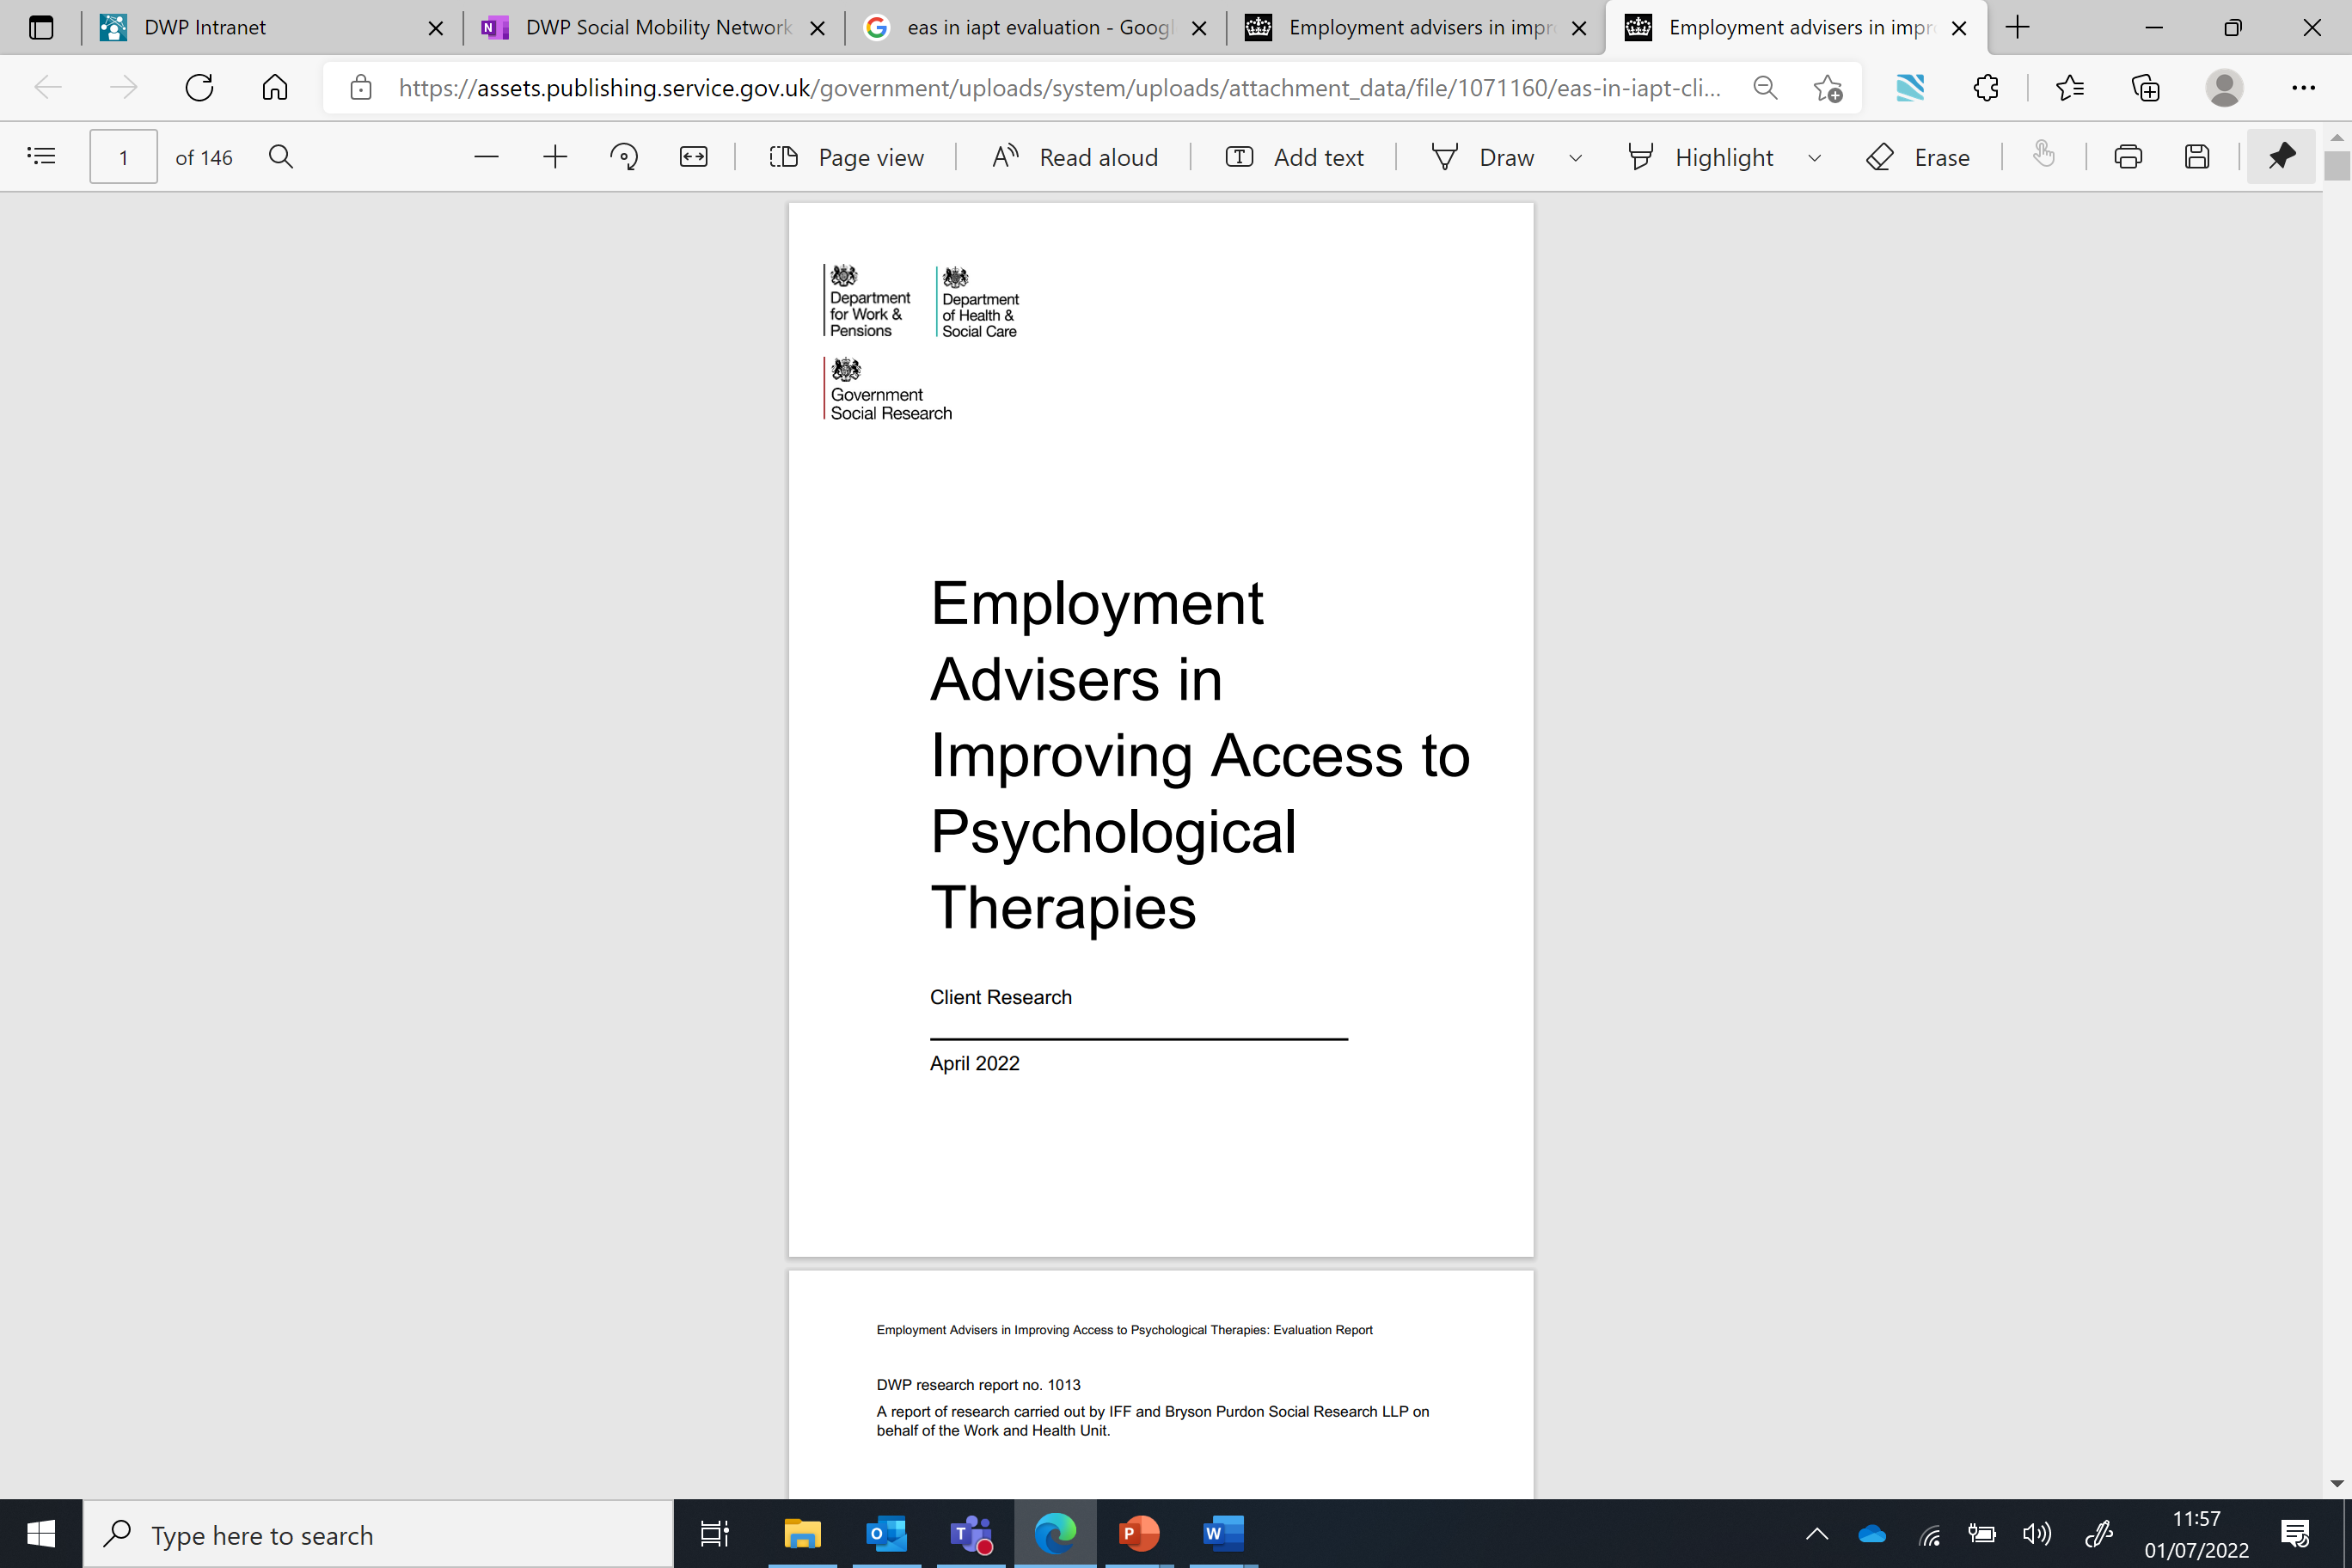 DWP Intranet
DWP Social Mobility Network
eas in iapt evaluation - Googl
Employment advisers in impr
Employment advisers in impr
https://assets.publishing.service.gov.uk/government/uploads/system/uploads/attachment_data/file/1071160/eas-in-iapt-cli...
1 of 146
Page view
Read aloud
Add text
Draw
Highlight
Erase
Department
for Work &
Pensions
Department
of Health &
Social Care
Government
Social Research
Employment
Advisers in
Improving Access to
Psychological
Therapies
Client Research
April 2022
Employment Advisers in Improving Access to Psychological Therapies: Evaluation Report
DWP research report no. 1013
A report of research carried out by IFF and Bryson Purdon Social Research LLP on
behalf of the Work and Health Unit.
Type here to search
11:57
01/07/2022